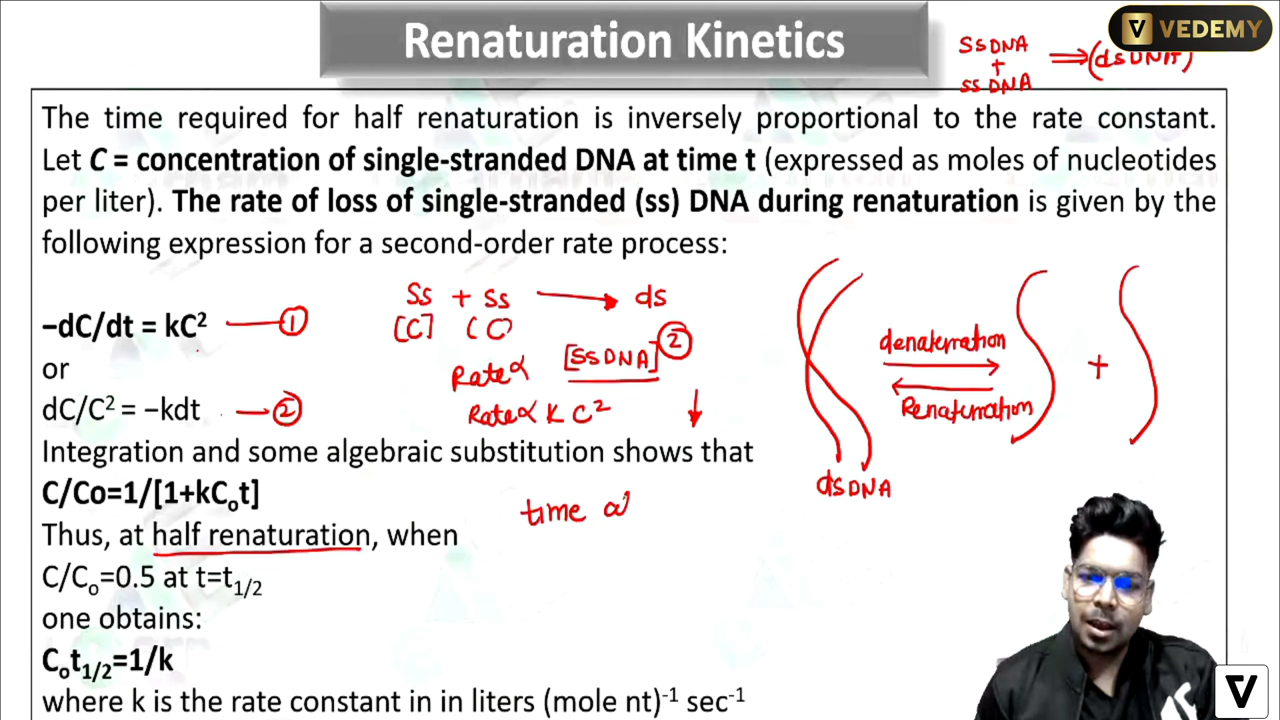 Renaturation Kinetics
VEDEMY
SSDNA
+
SSDNA
⟹(dsDNA)
The time required for half renaturation is inversely proportional to the rate constant.
Let C = concentration of single-stranded DNA at time t (expressed as moles of nucleotides
per liter). The rate of loss of single-stranded (ss) DNA during renaturation is given by the
following expression for a second-order rate process:
SS + SS → ds
[C] (C)
−dC/dt = kC² — ①
Rate∝ [SSDNA]②
or
Rate∝ K C²
dC/C² = −kdt — ②
denaturation
+
Renaturation
dsDNA
Integration and some algebraic substitution shows that
C/Co=1/[1+kCₒt]
time ∝
Thus, at half renaturation, when
C/Cₒ=0.5 at t=t1/2
one obtains:
Cₒt1/2=1/k
where k is the rate constant in in liters (mole nt)⁻¹ sec⁻¹